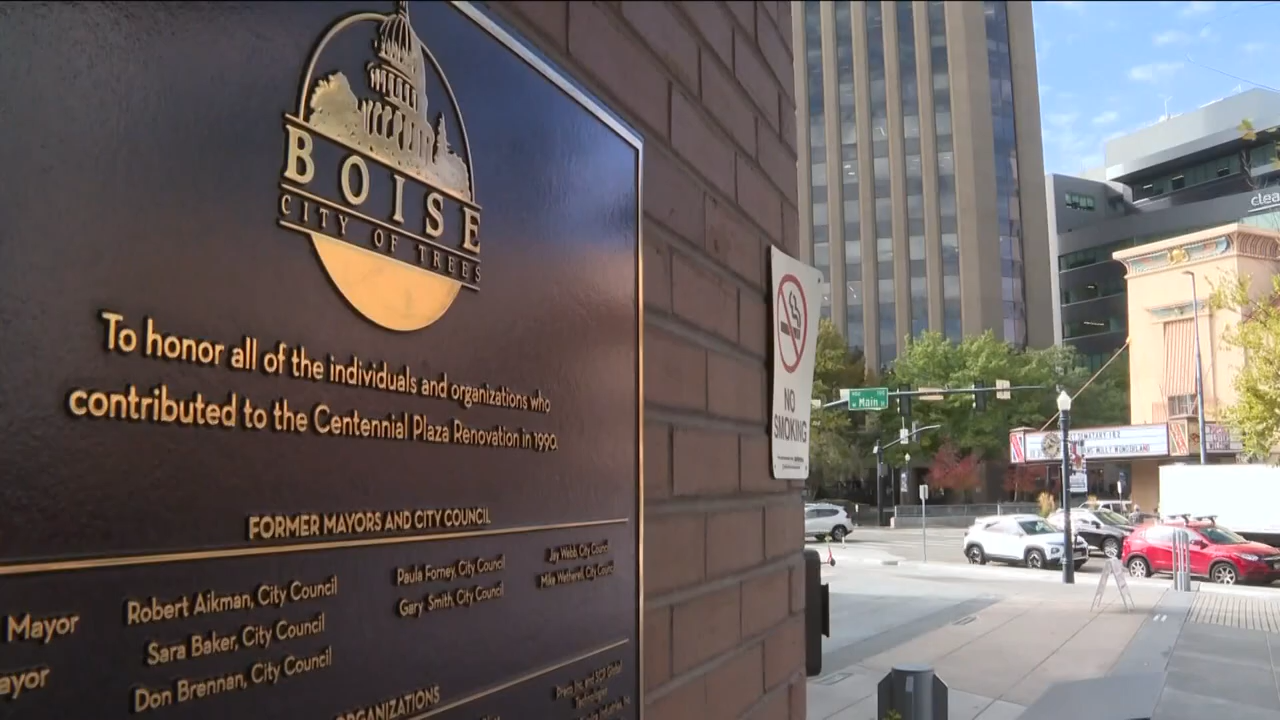 BOISE
CITY OF TREES
To honor all of the individuals and organizations who
contributed to the Centennial Plaza Renovation in 1990.
FORMER MAYORS AND CITY COUNCIL
Mayor
Robert Aikman, City Council
Sara Baker, City Council
Don Brennan, City Council
Paula Forney, City Council
Gary Smith, City Council
Jay Webb, City Council
Mike Wetherell, City Council
ORGANIZATIONS
NO
SMOKING
Main
WILLY WONDERLAND
clea